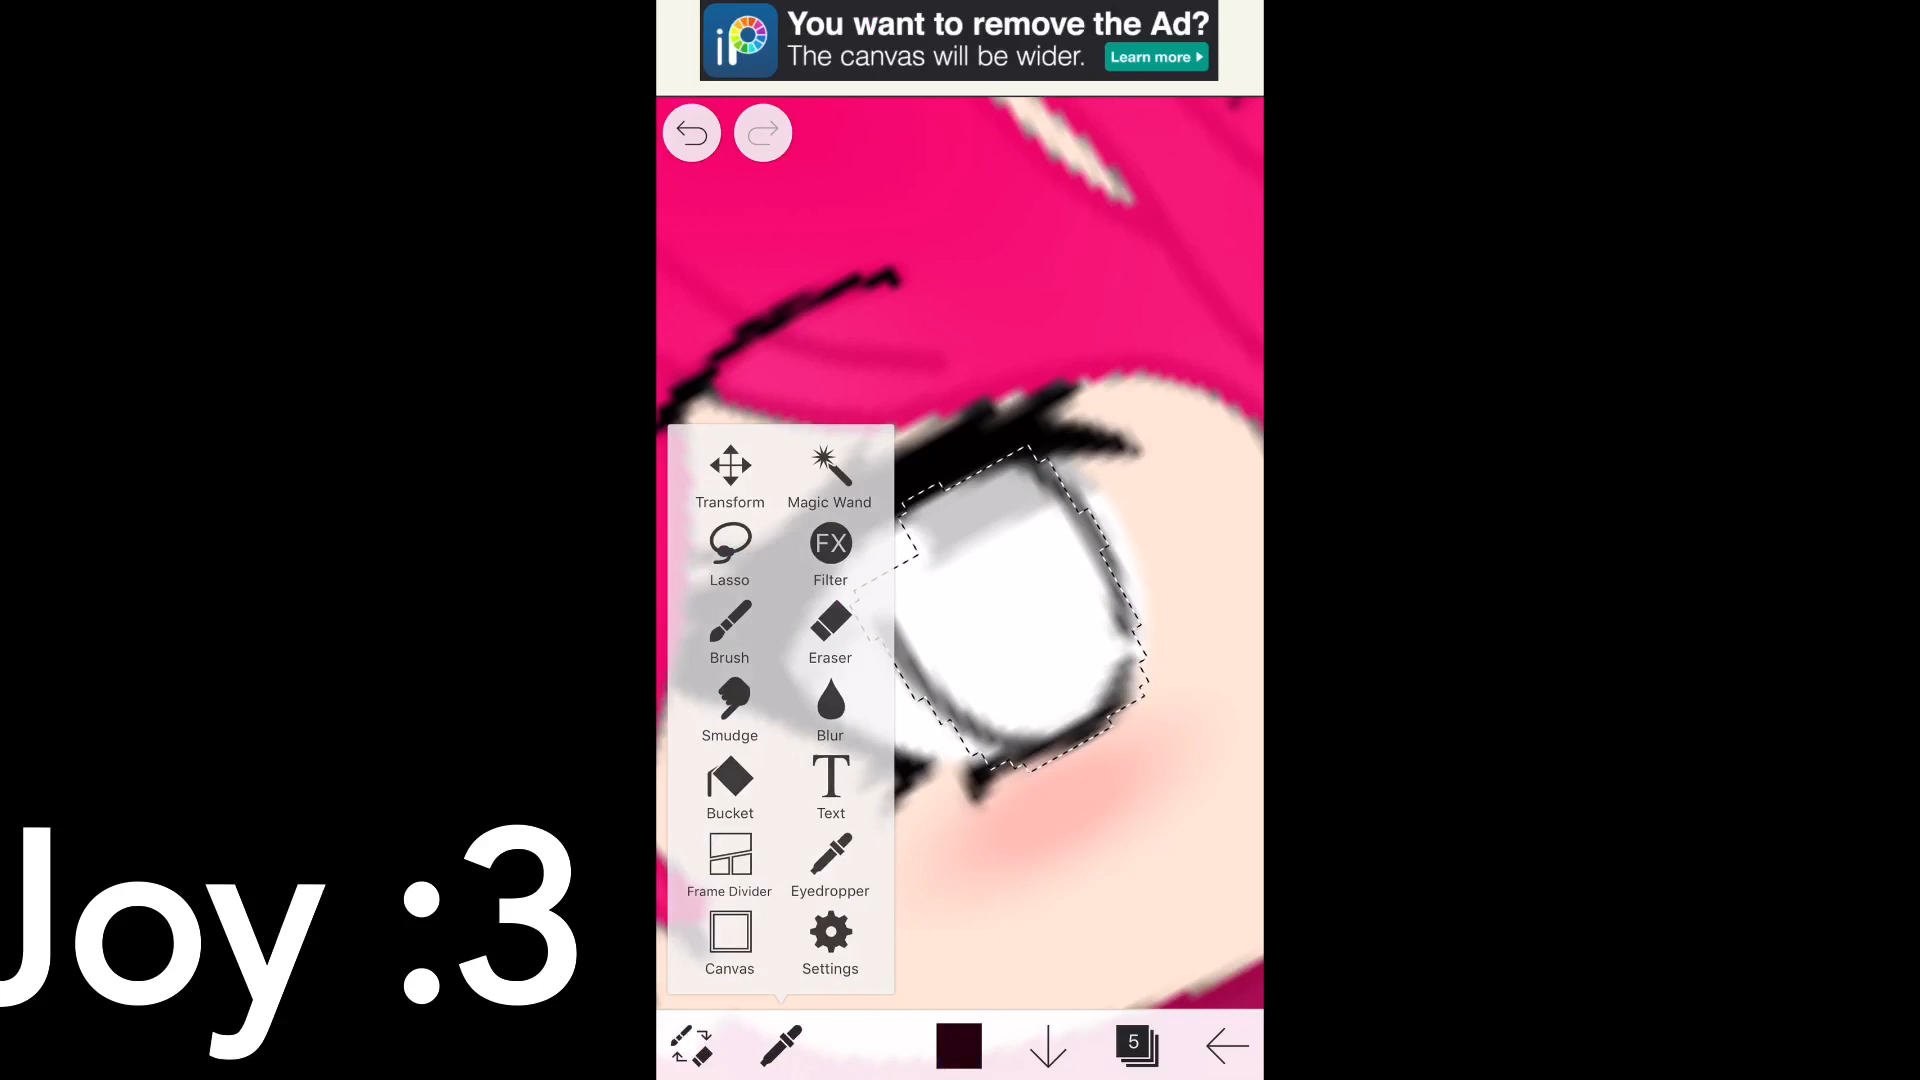 iP
You want to remove the Ad?
The canvas will be wider.
Learn more
Transform
Magic Wand
Lasso
FX
Filter
Brush
Eraser
Smudge
Blur
Bucket
T
Text
Frame Divider
Eyedropper
Canvas
Settings
Joy :3
5